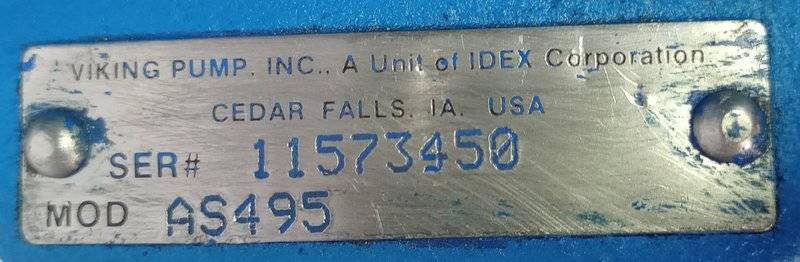 VIKING PUMP, INC., A Unit of IDEX Corporation
CEDAR FALLS, IA. USA
SER# 11573450
MOD AS495